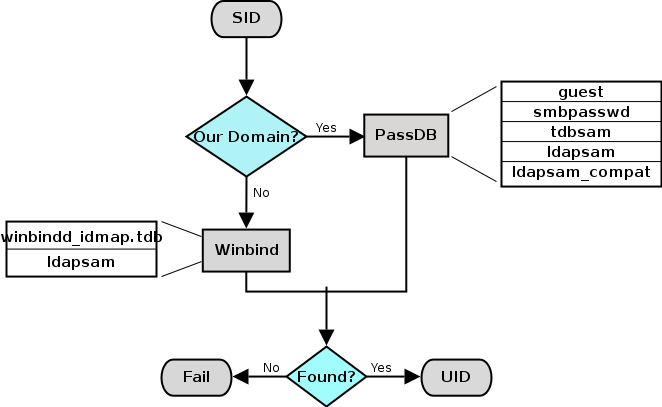 SID
Our Domain?
Yes
PassDB
guest
smbpasswd
tdbsam
ldapsam
ldapsam_compat
No
winbindd_idmap.tdb
ldapsam
Winbind
Fail
No
Found?
Yes
UID